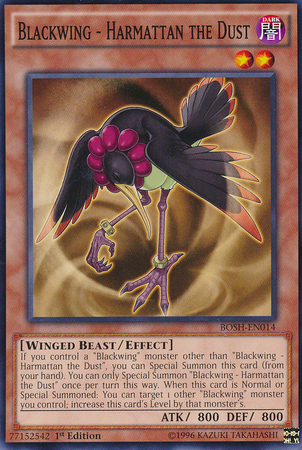 Blackwing - Harmattan the Dust
DARK
闇
BOSH-EN014
[Winged Beast/Effect]
If you control a "Blackwing" monster other than "Blackwing -
Harmattan the Dust", you can Special Summon this card (from
your hand). You can only Special Summon "Blackwing - Harmattan
the Dust" once per turn this way. When this card is Normal or
Special Summoned: You can target 1 other "Blackwing" monster
you control; increase this card's Level by that monster's.
ATK/ 800 DEF/ 800
77152542 1st Edition ©1996 KAZUKI TAKAHASHI